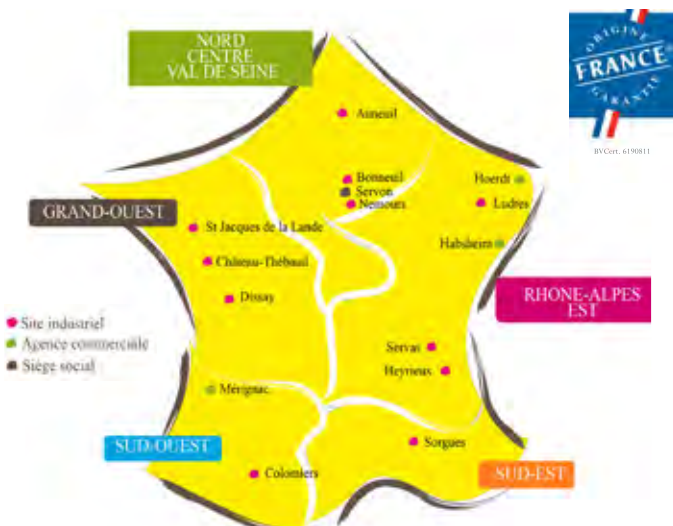 NORD
CENTRE
VAL DE SEINE
ORIGINE
FRANCE®
GARANTIE
BVCert. 6190811
Auneuil
Bonneuil
Servon
Nemours
Hoerdt
Ludres
GRAND-OUEST
St Jacques de la Lande
Habsheim
Château-Thébaud
Dissay
RHONE-ALPES
EST
Site industriel
Agence commerciale
Siège social
Servas
Heyrieux
Mérignac
SUD-OUEST
Sorgues
Colomiers
SUD-EST